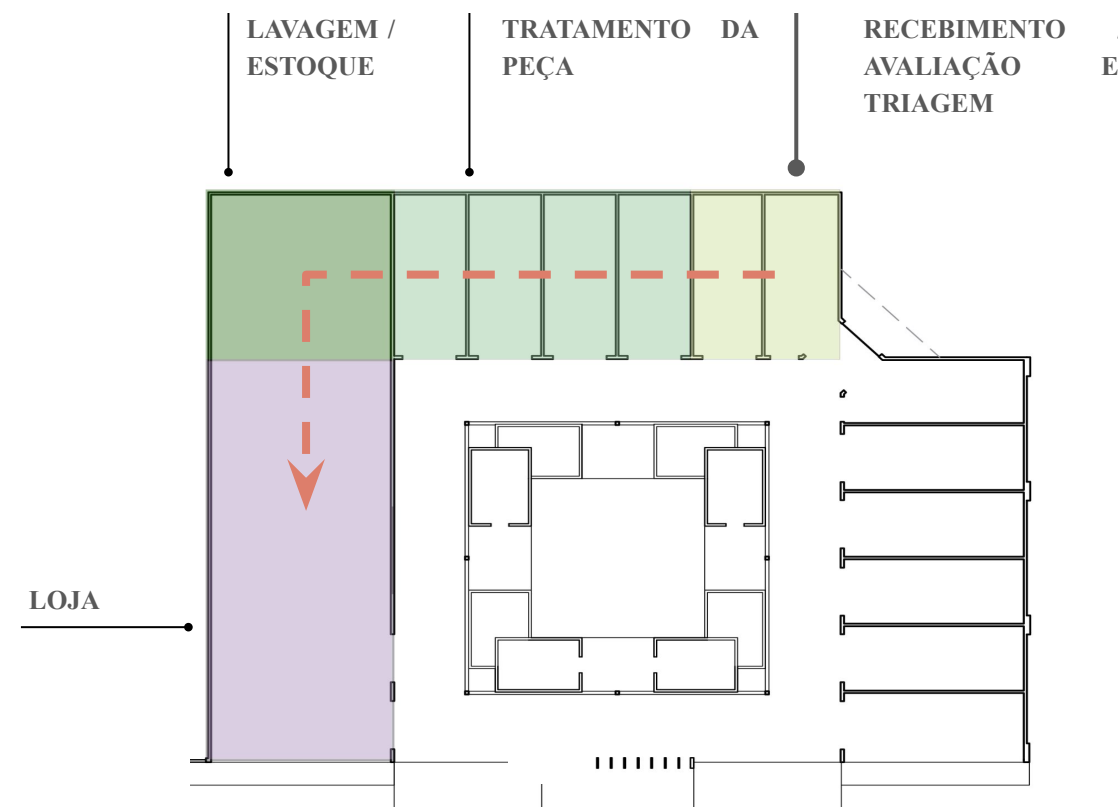 LAVAGEM /
ESTOQUE
TRATAMENTO DA
PEÇA
RECEBIMENTO
AVALIAÇÃO E
TRIAGEM
LOJA